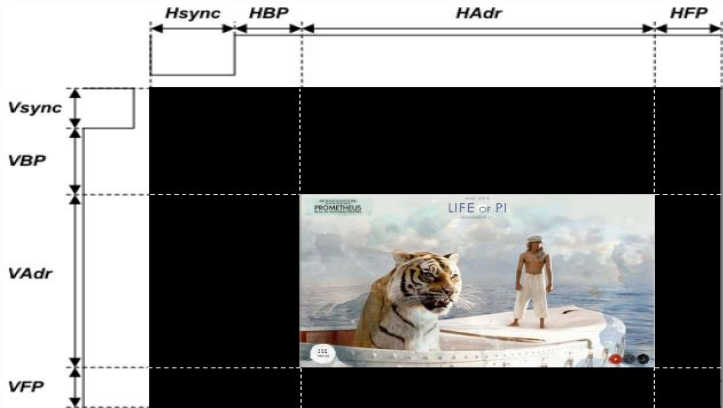 Hsync HBP HAdr HFP
Vsync
VBP
PROMETHEUS
LIFE OF PI
VAdr
VFP